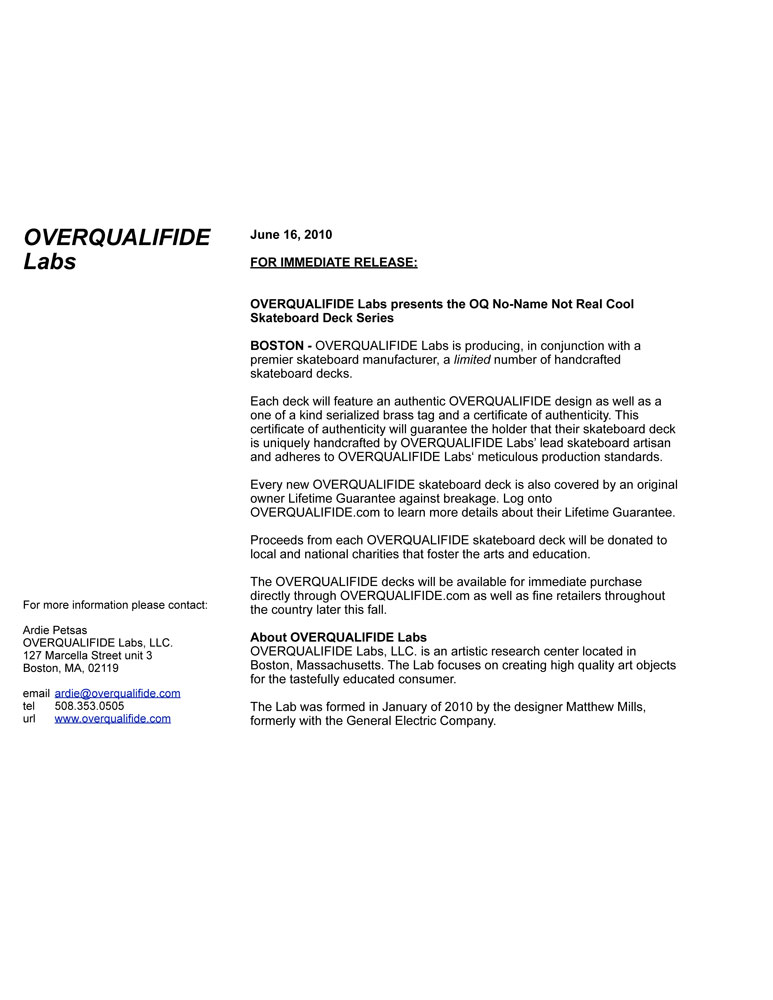 OVERQUALIFIDE
Labs
June 16, 2010
FOR IMMEDIATE RELEASE:
OVERQUALIFIDE Labs presents the OQ No-Name Not Real Cool
Skateboard Deck Series
BOSTON - OVERQUALIFIDE Labs is producing, in conjunction with a
premier skateboard manufacturer, a limited number of handcrafted
skateboard decks.
Each deck will feature an authentic OVERQUALIFIDE design as well as a
one of a kind serialized brass tag and a certificate of authenticity. This
certificate of authenticity will guarantee the holder that their skateboard deck
is uniquely handcrafted by OVERQUALIFIDE Labs’ lead skateboard artisan
and adheres to OVERQUALIFIDE Labs‘ meticulous production standards.
Every new OVERQUALIFIDE skateboard deck is also covered by an original
owner Lifetime Guarantee against breakage. Log onto
OVERQUALIFIDE.com to learn more details about their Lifetime Guarantee.
Proceeds from each OVERQUALIFIDE skateboard deck will be donated to
local and national charities that foster the arts and education.
The OVERQUALIFIDE decks will be available for immediate purchase
directly through OVERQUALIFIDE.com as well as fine retailers throughout
the country later this fall.
About OVERQUALIFIDE Labs
OVERQUALIFIDE Labs, LLC. is an artistic research center located in
Boston, Massachusetts. The Lab focuses on creating high quality art objects
for the tastefully educated consumer.
The Lab was formed in January of 2010 by the designer Matthew Mills,
formerly with the General Electric Company.
For more information please contact:
Ardie Petsas
OVERQUALIFIDE Labs, LLC.
127 Marcella Street unit 3
Boston, MA, 02119
email ardie@overqualifide.com
tel 508.353.0505
url www.overqualifide.com